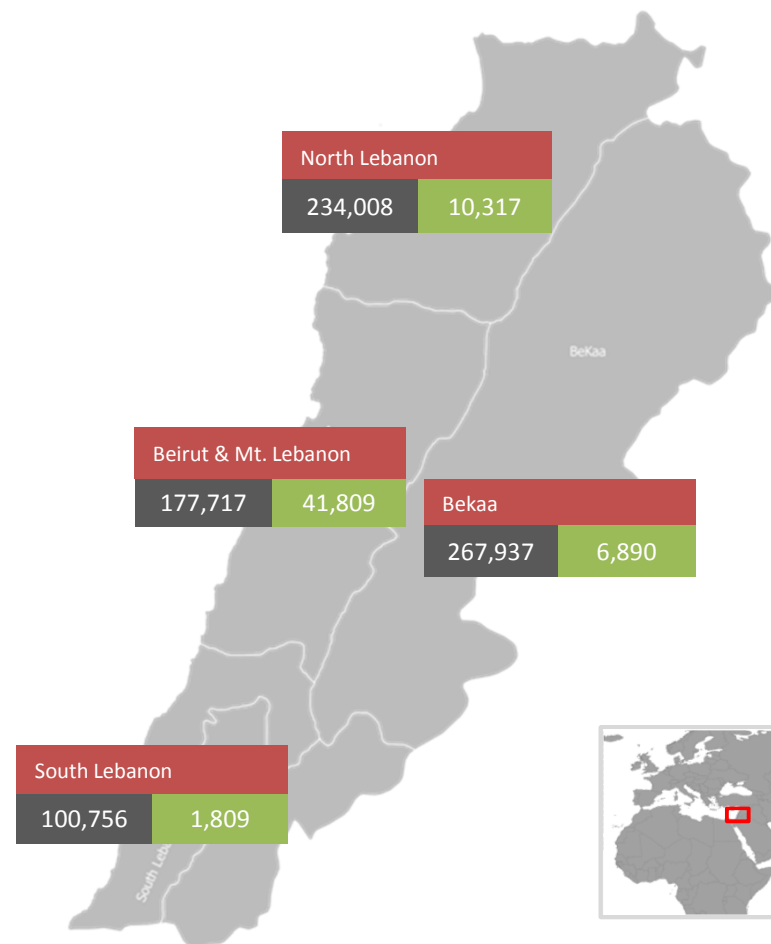 North Lebanon
234,008 10,317
BeKaa
Beirut & Mt. Lebanon
177,717 41,809
Bekaa
267,937 6,890
South Lebanon
100,756 1,809
South Leba